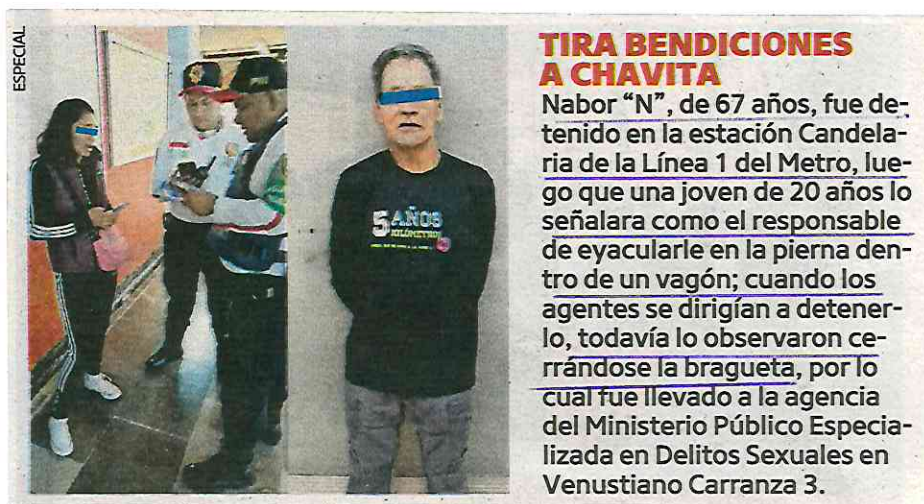 ESPECIAL
5 AÑOS
KILÓMETROS
TIRA BENDICIONES
A CHAVITA
Nabor “N”, de 67 años, fue de-
tenido en la estación Candela-
ria de la Línea 1 del Metro, lue-
go que una joven de 20 años lo
señalara como el responsable
de eyacularle en la pierna den-
tro de un vagón; cuando los
agentes se dirigían a detener-
lo, todavía lo observaron ce-
rrándose la bragueta, por lo
cual fue llevado a la agencia
del Ministerio Público Especia-
lizada en Delitos Sexuales en
Venustiano Carranza 3.